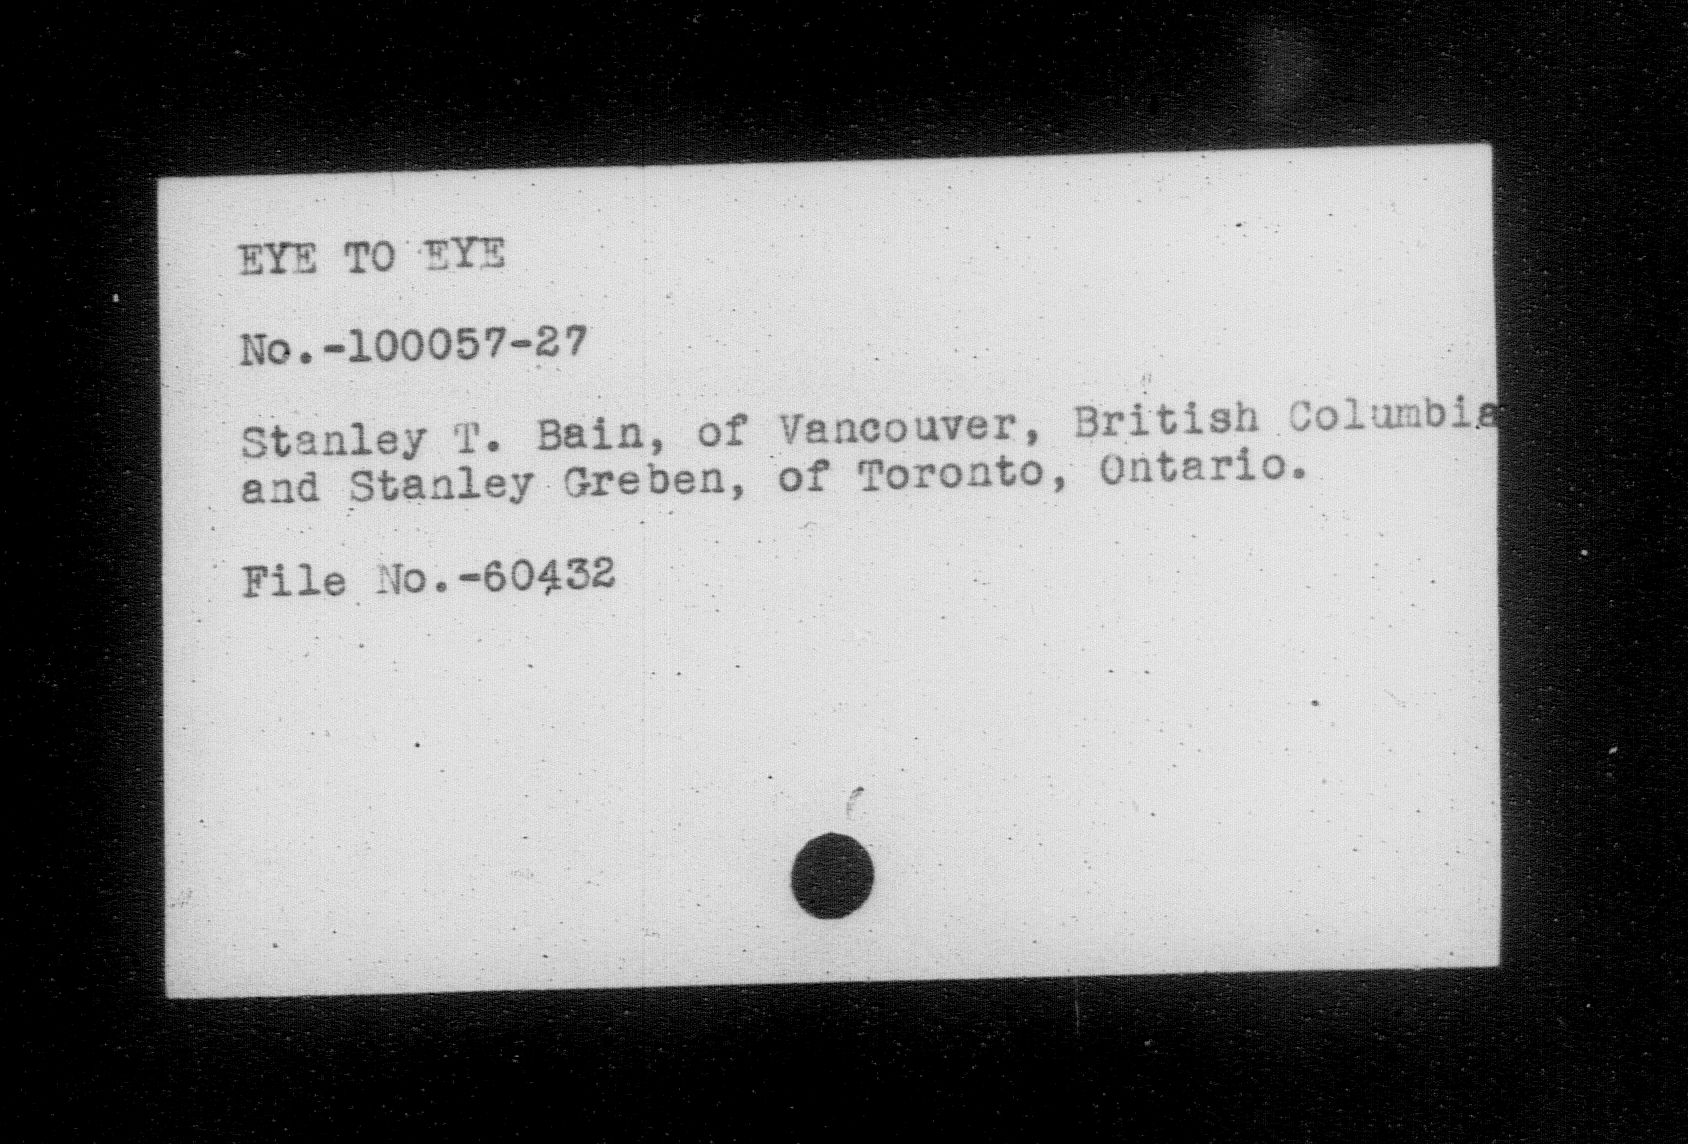 EYE TO EYE
No.-100057-27
Stanley T. Bain, of Vancouver, British Columbia
and Stanley Greben, of Toronto, Ontario.
File No.-60432